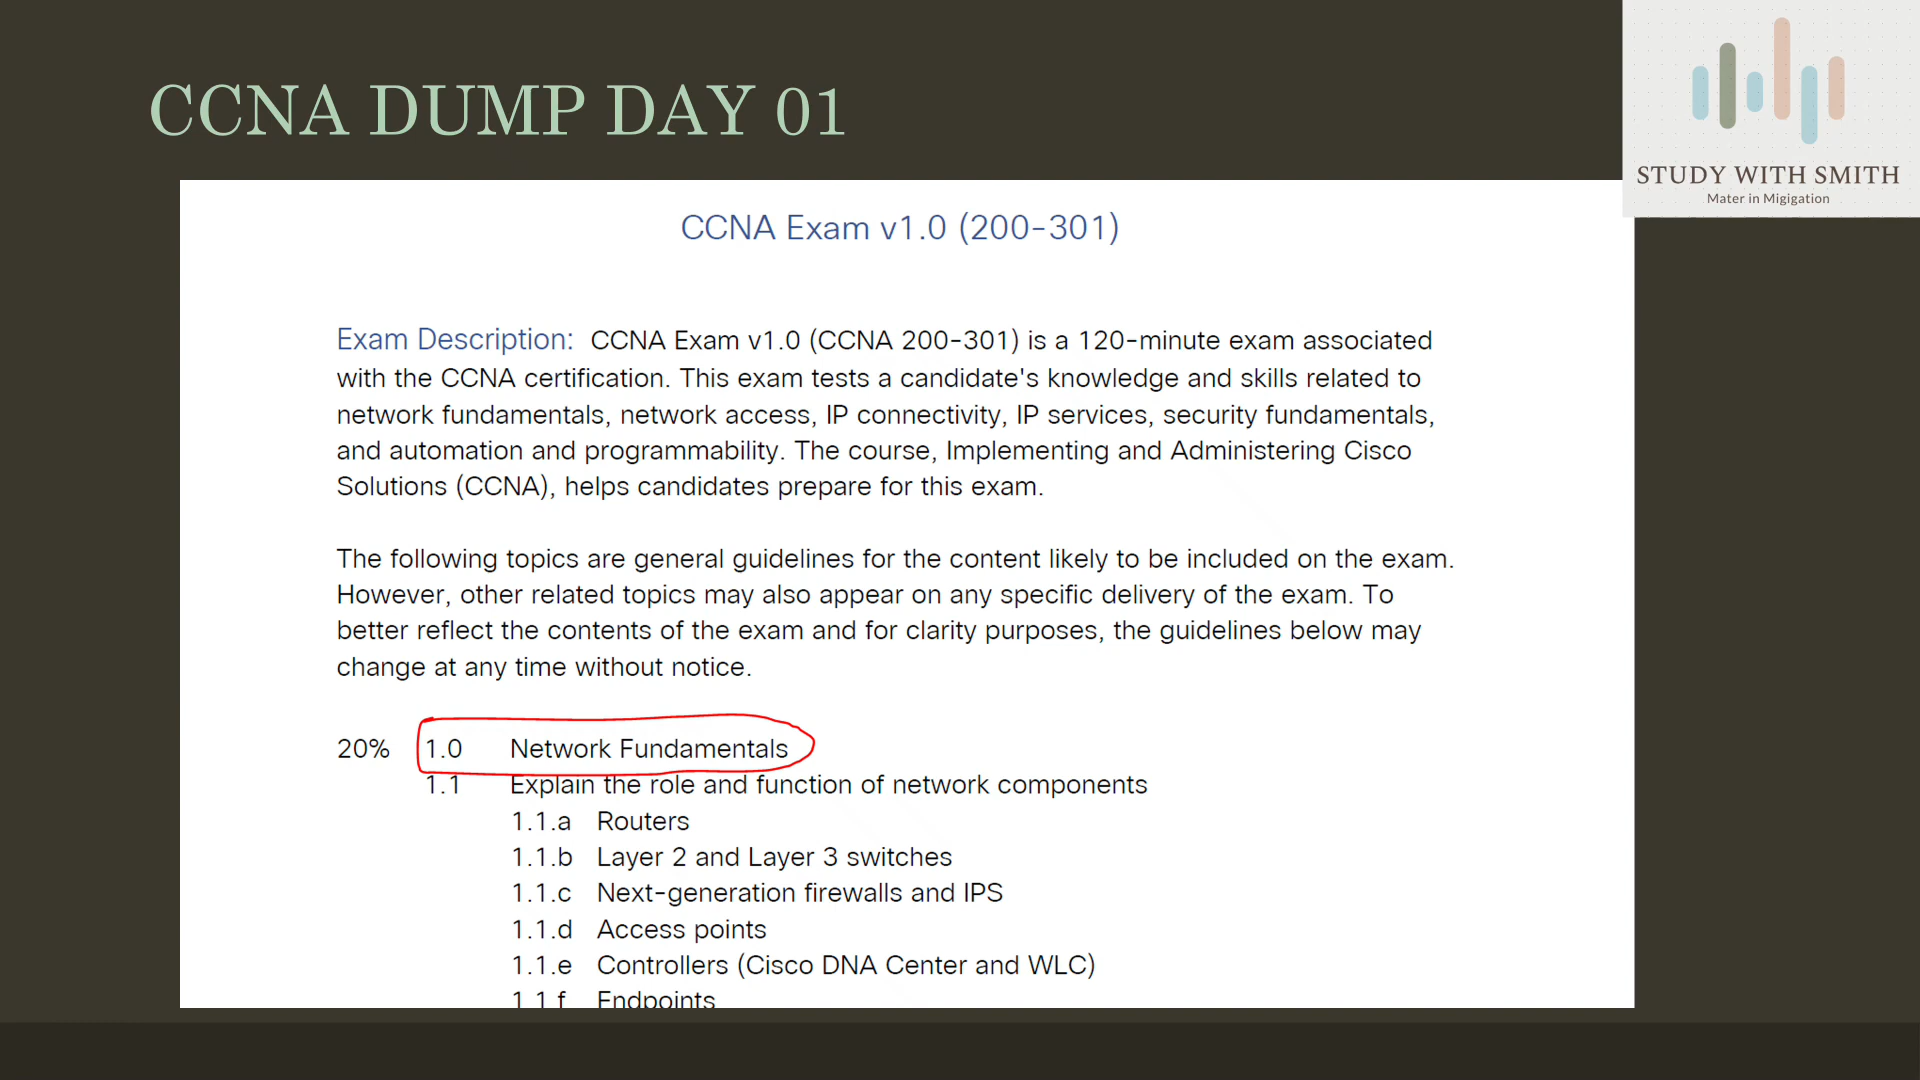 CCNA DUMP DAY 01
STUDY WITH SMITH
Mater in Migigation
CCNA Exam v1.0 (200-301)
Exam Description: CCNA Exam v1.0 (CCNA 200-301) is a 120-minute exam associated
with the CCNA certification. This exam tests a candidate's knowledge and skills related to
network fundamentals, network access, IP connectivity, IP services, security fundamentals,
and automation and programmability. The course, Implementing and Administering Cisco
Solutions (CCNA), helps candidates prepare for this exam.
The following topics are general guidelines for the content likely to be included on the exam.
However, other related topics may also appear on any specific delivery of the exam. To
better reflect the contents of the exam and for clarity purposes, the guidelines below may
change at any time without notice.
20% 1.0 Network Fundamentals
1.1 Explain the role and function of network components
1.1.a Routers
1.1.b Layer 2 and Layer 3 switches
1.1.c Next-generation firewalls and IPS
1.1.d Access points
1.1.e Controllers (Cisco DNA Center and WLC)
1.1.f Endpoints